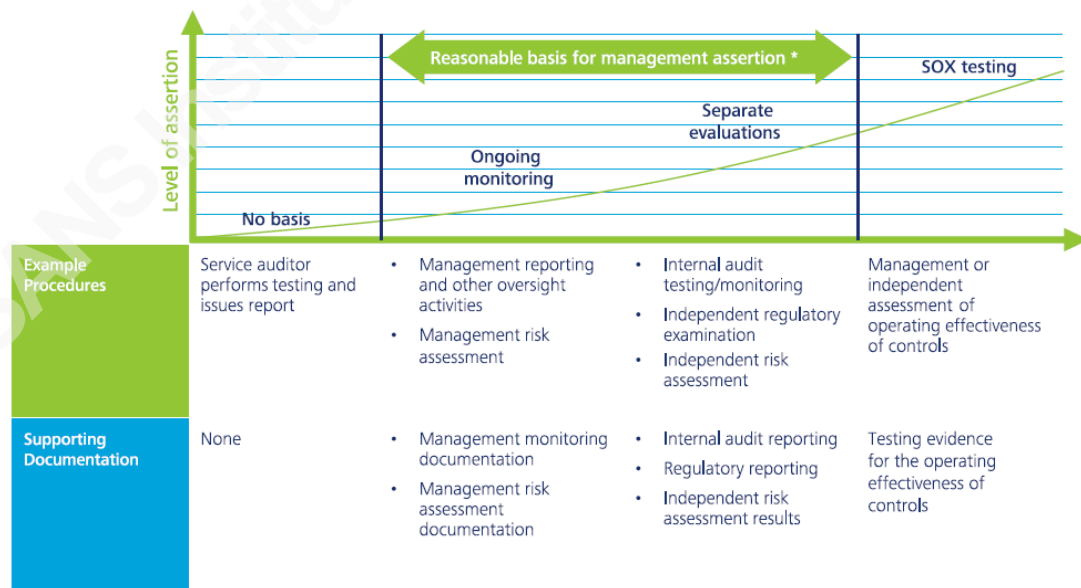 SANS Institu
Level of assertion
Reasonable basis for management assertion *
SOX testing
Separate
evaluations
Ongoing
monitoring
No basis
Example
Procedures
Service auditor
performs testing and
issues report
• Management reporting
and other oversight
activities
• Management risk
assessment
• Internal audit
testing/monitoring
• Independent regulatory
examination
• Independent risk
assessment
Management or
independent
assessment of
operating effectiveness
of controls
Supporting
Documentation
None
• Management monitoring
documentation
• Management risk
assessment
documentation
• Internal audit reporting
• Regulatory reporting
• Independent risk
assessment results
Testing evidence
for the operating
effectiveness of
controls